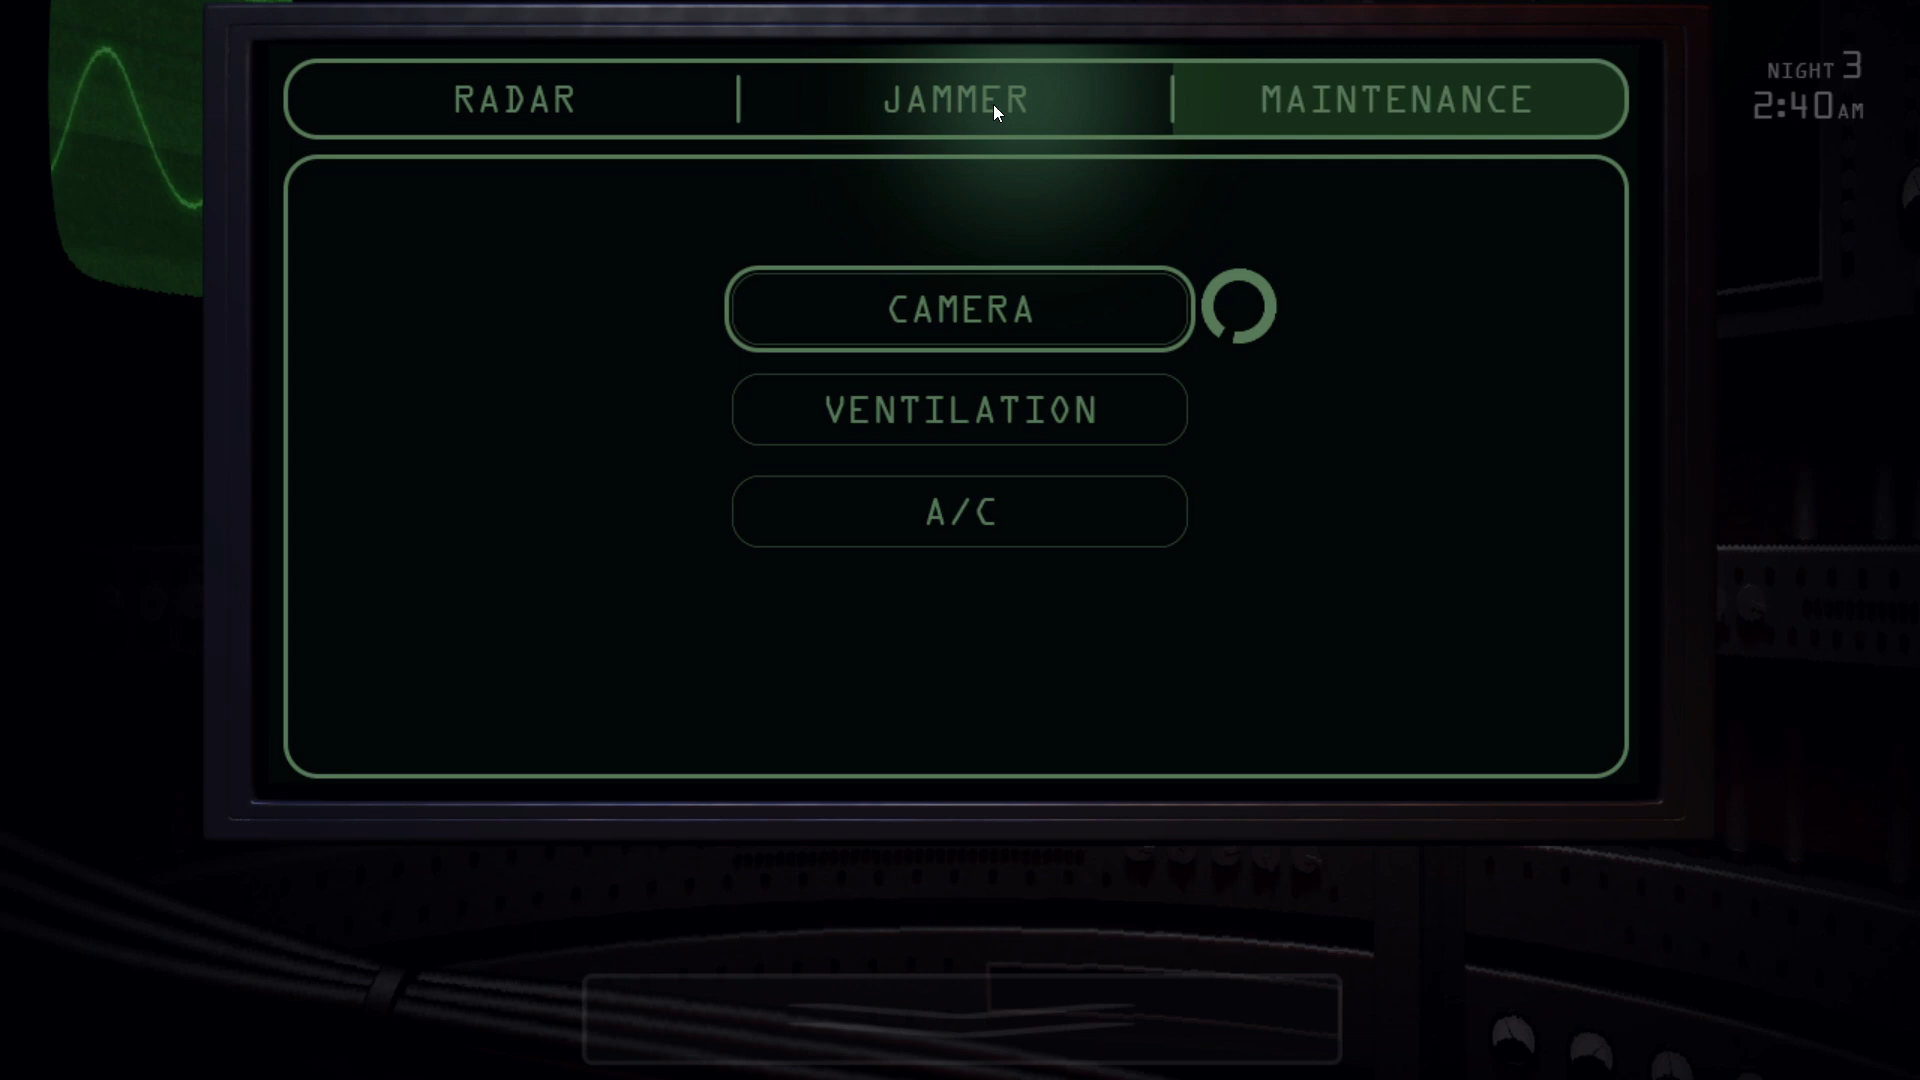 RADAR
JAMMER
MAINTENANCE
NIGHT 3
2:40AM
CAMERA
VENTILATION
A/C